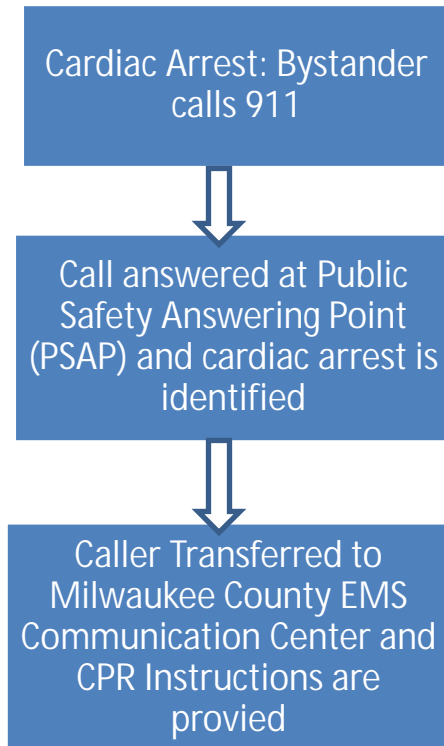 Cardiac Arrest: Bystander
calls 911
Call answered at Public
Safety Answering Point
(PSAP) and cardiac arrest is
identified
Caller Transferred to
Milwaukee County EMS
Communication Center and
CPR Instructions are
provied